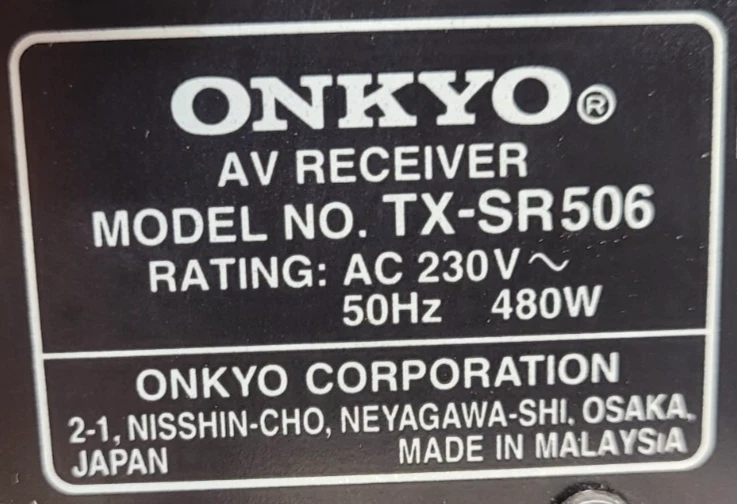 ONKYO®
AV RECEIVER
MODEL NO. TX-SR506
RATING: AC 230V~
50Hz 480W
ONKYO CORPORATION
2-1, NISSHIN-CHO, NEYAGAWA-SHI, OSAKA,
JAPAN MADE IN MALAYSIA